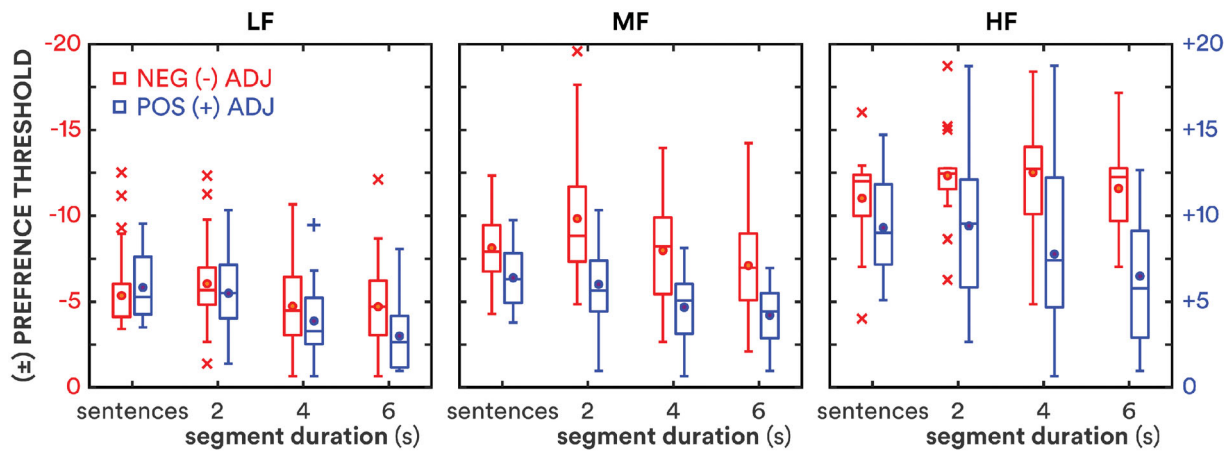 LF MF HF
-20 +20
NEG (-) ADJ
POS (+) ADJ
-15 +15
-10 +10
-5 +5
0 0
(±) PREFRENCE THRESHOLD
sentences 2 4 6 sentences 2 4 6 sentences 2 4 6
segment duration (s) segment duration (s) segment duration (s)